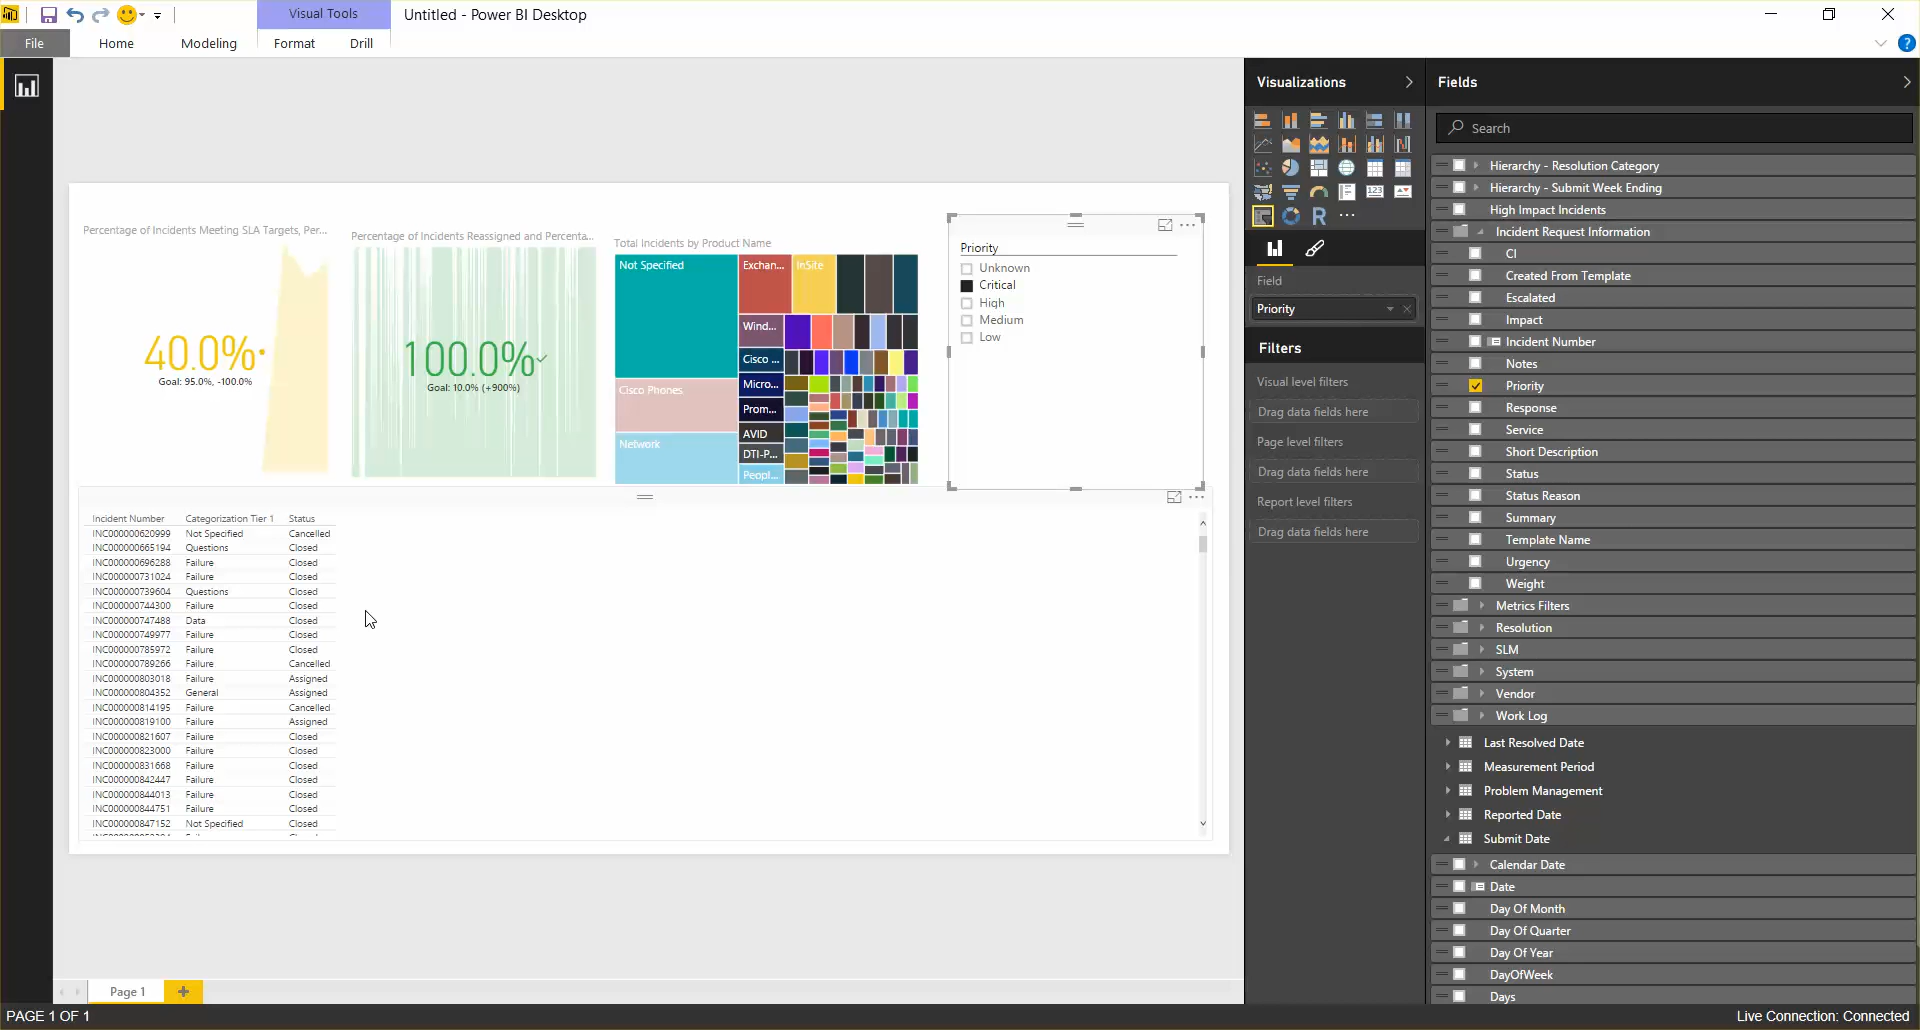 Visual Tools
Untitled - Power BI Desktop
File
Home
Modeling
Format
Drill
?
Visualizations
Fields
Search
Percentage of Incidents Meeting SLA Targets, Per...
40.0%
Goal: 95.0%, -100.0%
Percentage of Incidents Reassigned and Percenta...
100.0%
Goal: 10.0% (+900%)
Total Incidents by Product Name
Not Specified
Cisco Phones
Network
Exchan...
InSite
Wind...
Cisco ...
Micro...
Prom...
AVID
DTI-P...
Peopl...
Priority
Unknown
Critical
High
Medium
Low
Incident Number Categorization Tier 1 Status
INC000000620999 Not Specified Cancelled
INC000000665194 Questions Closed
INC000000696288 Failure Closed
INC000000731024 Failure Closed
INC000000739604 Questions Closed
INC000000744300 Failure Closed
INC000000747488 Data Closed
INC000000749977 Failure Closed
INC000000785972 Failure Closed
INC000000789266 Failure Cancelled
INC000000803018 Failure Assigned
INC000000804352 General Assigned
INC000000814195 Failure Cancelled
INC000000819100 Failure Assigned
INC000000821607 Failure Closed
INC000000823000 Failure Closed
INC000000831668 Failure Closed
INC000000842447 Failure Closed
INC000000844013 Failure Closed
INC000000844751 Failure Closed
INC000000847152 Not Specified Closed
R
123
Field
Priority
Filters
Visual level filters
Drag data fields here
Page level filters
Drag data fields here
Report level filters
Drag data fields here
Hierarchy - Resolution Category
Hierarchy - Submit Week Ending
High Impact Incidents
Incident Request Information
CI
Created From Template
Escalated
Impact
Incident Number
Notes
Priority
Response
Service
Short Description
Status
Status Reason
Summary
Template Name
Urgency
Weight
Metrics Filters
Resolution
SLM
System
Vendor
Work Log
Last Resolved Date
Measurement Period
Problem Management
Reported Date
Submit Date
Calendar Date
Date
Day Of Month
Day Of Quarter
Day Of Year
DayOfWeek
Days
Page 1
PAGE 1 OF 1
Live Connection: Connected